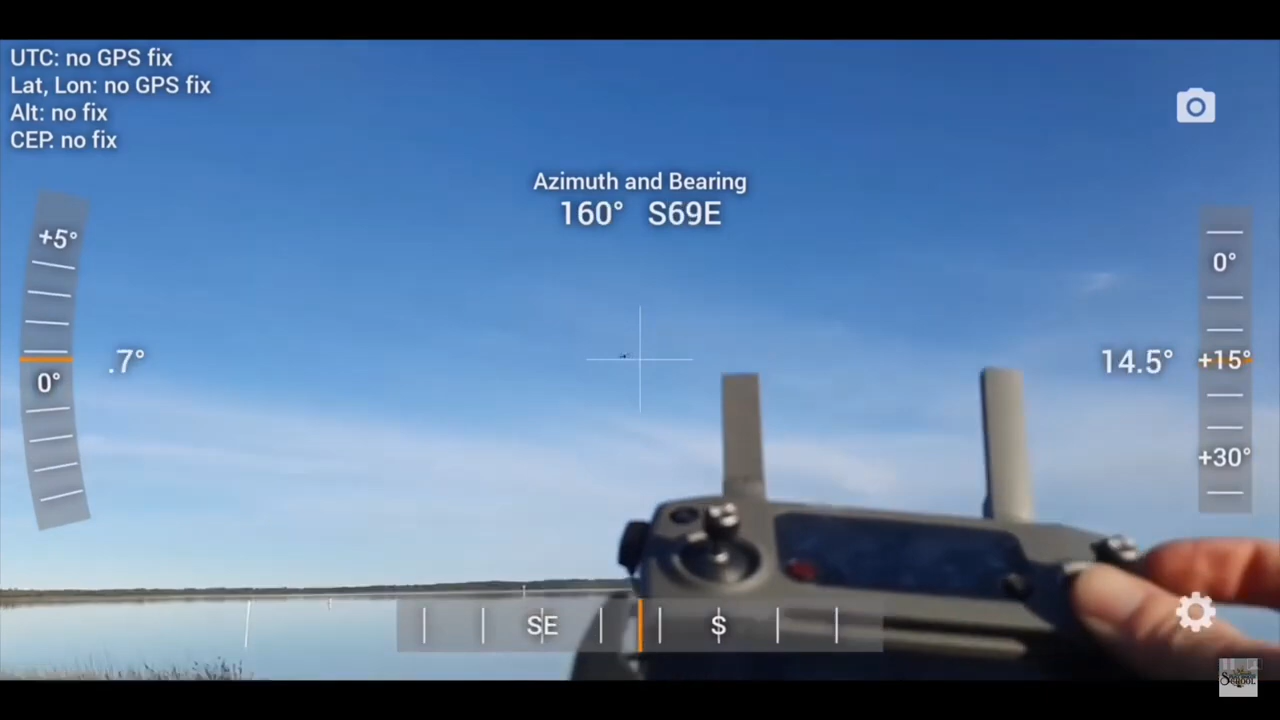 UTC: no GPS fix
Lat, Lon: no GPS fix
Alt: no fix
CEP: no fix
Azimuth and Bearing
160° S69E
+5°
0°
.7°
0°
14.5°
+15°
+30°
SE
S